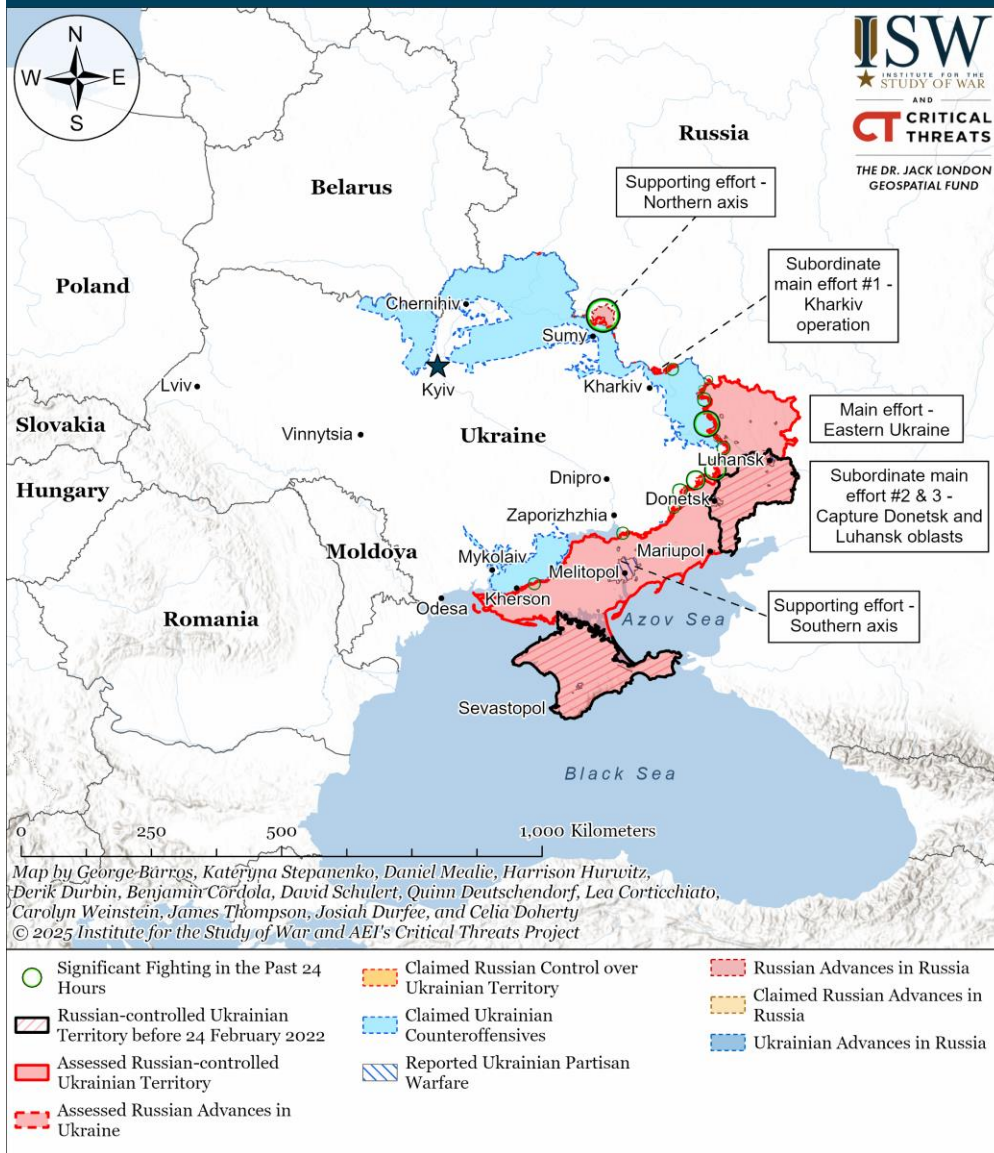 N
W
E
S
ISW
INSTITUTE FOR THE
STUDY OF WAR
AND
CT CRITICAL
THREATS
THE DR. JACK LONDON
GEOSPATIAL FUND
Russia
Supporting effort -
Northern axis
Belarus
Subordinate
main effort #1 -
Kharkiv
operation
Poland
Chernihiv
Sumy
Lviv
Kyiv
Kharkiv
Slovakia
Vinnytsia
Ukraine
Main effort -
Eastern Ukraine
Luhansk
Hungary
Dnipro
Donetsk
Subordinate main
effort #2 & 3 -
Capture Donetsk and
Luhansk oblasts
Zaporizhzhia
Moldova
Mykolaiv
Mariupol
Melitopol
Kherson
Odesa
Romania
Azov Sea
Supporting effort -
Southern axis
Sevastopol
Black Sea
0
250
500
1,000 Kilometers
Map by George Barros, Kateryna Stepanenko, Daniel Mealie, Harrison Hurwitz,
Derik Durbin, Benjamin Cordola, David Schulert, Quinn Deutschendorf, Lea Corticchiato,
Carolyn Weinstein, James Thompson, Josiah Durfee, and Celia Doherty
© 2025 Institute for the Study of War and AEI's Critical Threats Project
Significant Fighting in the Past 24
Hours
Russian-controlled Ukrainian
Territory before 24 February 2022
Assessed Russian-controlled
Ukrainian Territory
Assessed Russian Advances in
Ukraine
Claimed Russian Control over
Ukrainian Territory
Claimed Ukrainian
Counteroffensives
Reported Ukrainian Partisan
Warfare
Russian Advances in Russia
Claimed Russian Advances in
Russia
Ukrainian Advances in Russia